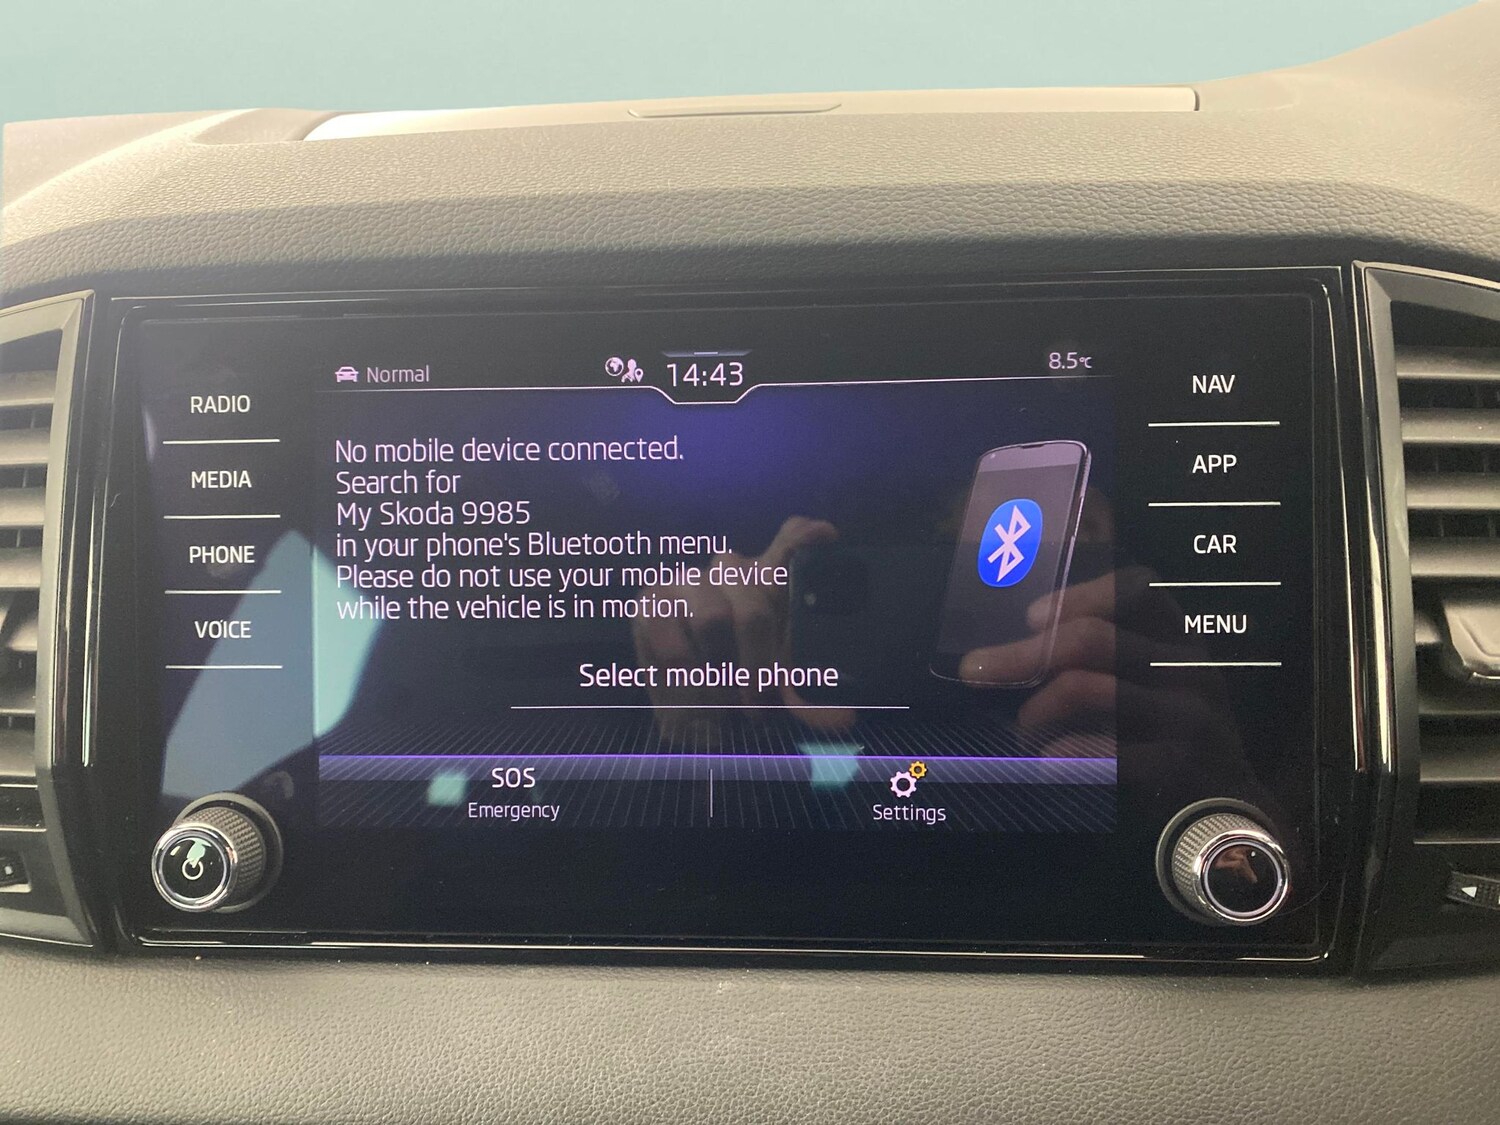 Normal
14:43
8.5°C
RADIO
MEDIA
PHONE
VOICE
No mobile device connected.
Search for
My Skoda 9985
in your phone's Bluetooth menu.
Please do not use your mobile device
while the vehicle is in motion.
Select mobile phone
SOS
Emergency
Settings
NAV
APP
CAR
MENU